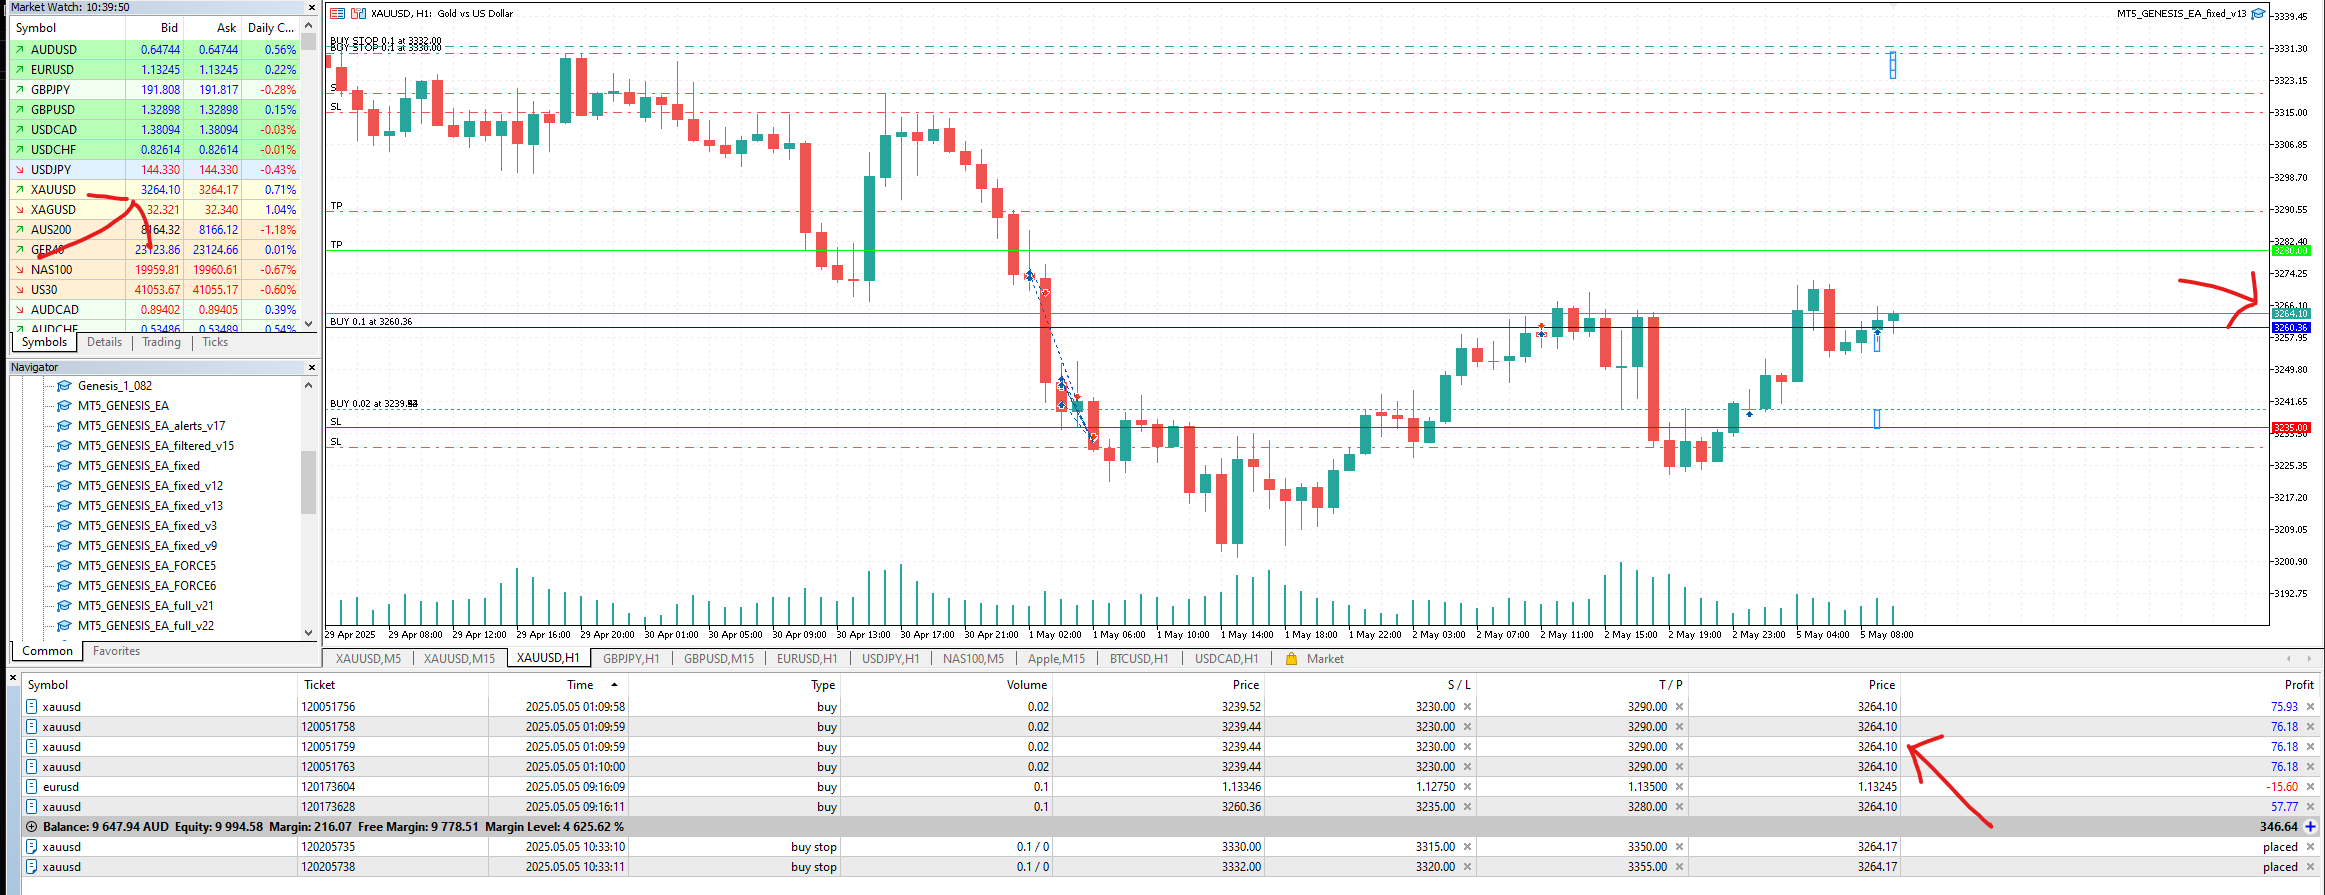 Market Watch: 10:39:50
Symbol Bid Ask Daily C...
AUDUSD 0.64744 0.64744 0.56%
EURUSD 1.13245 1.13245 0.22%
GBPJPY 191.808 191.817 -0.28%
GBPUSD 1.32898 1.32898 0.15%
USDCAD 1.38094 1.38094 -0.03%
USDCHF 0.82614 0.82614 -0.01%
USDJPY 144.330 144.330 -0.43%
XAUUSD 3264.10 3264.17 0.71%
XAGUSD 32.321 32.340 1.04%
AUS200 8164.32 8166.12 -1.18%
GER40 23123.86 23124.66 0.01%
NAS100 19959.81 19960.61 -0.67%
US30 41053.67 41055.17 -0.60%
AUDCAD 0.89402 0.89405 0.39%
AUDCHF 0.53486 0.53489 0.54%
Symbols Details Trading Ticks
Navigator
Genesis_1_082
MT5_GENESIS_EA
MT5_GENESIS_EA_alerts_v17
MT5_GENESIS_EA_filtered_v15
MT5_GENESIS_EA_fixed
MT5_GENESIS_EA_fixed_v12
MT5_GENESIS_EA_fixed_v13
MT5_GENESIS_EA_fixed_v3
MT5_GENESIS_EA_fixed_v9
MT5_GENESIS_EA_FORCE5
MT5_GENESIS_EA_FORCE6
MT5_GENESIS_EA_full_v21
MT5_GENESIS_EA_full_v22
Common Favorites
XAUUSD, H1: Gold vs US Dollar
MT5_GENESIS_EA_fixed_v13
BUY STOP 0.1 at 3332.00
BUY STOP 0.1 at 3330.00
SL
TP
TP
BUY 0.1 at 3260.36
BUY 0.02 at 3239.
SL
SL
3339.45
3331.30
3323.15
3315.00
3306.85
3298.70
3290.55
3282.40
3280.00
3274.25
3266.10
3264.10
3260.36
3257.95
3249.80
3241.65
3235.00
3225.35
3217.20
3209.05
3200.90
3192.75
29 Apr 2025 29 Apr 08:00 29 Apr 12:00 29 Apr 16:00 29 Apr 20:00 30 Apr 01:00 30 Apr 05:00 30 Apr 09:00 30 Apr 13:00 30 Apr 17:00 30 Apr 21:00 1 May 02:00 1 May 06:00 1 May 10:00 1 May 14:00 1 May 18:00 1 May 22:00 2 May 03:00 2 May 07:00 2 May 11:00 2 May 15:00 2 May 19:00 2 May 23:00 5 May 04:00 5 May 08:00
XAUUSD,M5 XAUUSD,M15 XAUUSD,H1 GBPJPY,H1 GBPUSD,M15 EURUSD,H1 USDJPY,H1 NAS100,M5 Apple,M15 BTCUSD,H1 USDCAD,H1 Market
Symbol Ticket Time Type Volume Price S / L T / P Price Profit
xauusd 120051756 2025.05.05 01:09:58 buy 0.02 3239.52 3230.00 3290.00 3264.10 75.93
xauusd 120051758 2025.05.05 01:09:59 buy 0.02 3239.44 3230.00 3290.00 3264.10 76.18
xauusd 120051759 2025.05.05 01:09:59 buy 0.02 3239.44 3230.00 3290.00 3264.10 76.18
xauusd 120051763 2025.05.05 01:10:00 buy 0.02 3239.44 3230.00 3290.00 3264.10 76.18
eurusd 120173604 2025.05.05 09:16:09 buy 0.1 1.13346 1.12750 1.13500 1.13245 -15.60
xauusd 120173628 2025.05.05 09:16:11 buy 0.1 3260.36 3235.00 3280.00 3264.10 57.77
Balance: 9 647.94 AUD Equity: 9 994.58 Margin: 216.07 Free Margin: 9 778.51 Margin Level: 4 625.62 % 346.64
xauusd 120205735 2025.05.05 10:33:10 buy stop 0.1 / 0 3330.00 3315.00 3350.00 3264.17 placed
xauusd 120205738 2025.05.05 10:33:11 buy stop 0.1 / 0 3332.00 3320.00 3355.00 3264.17 placed